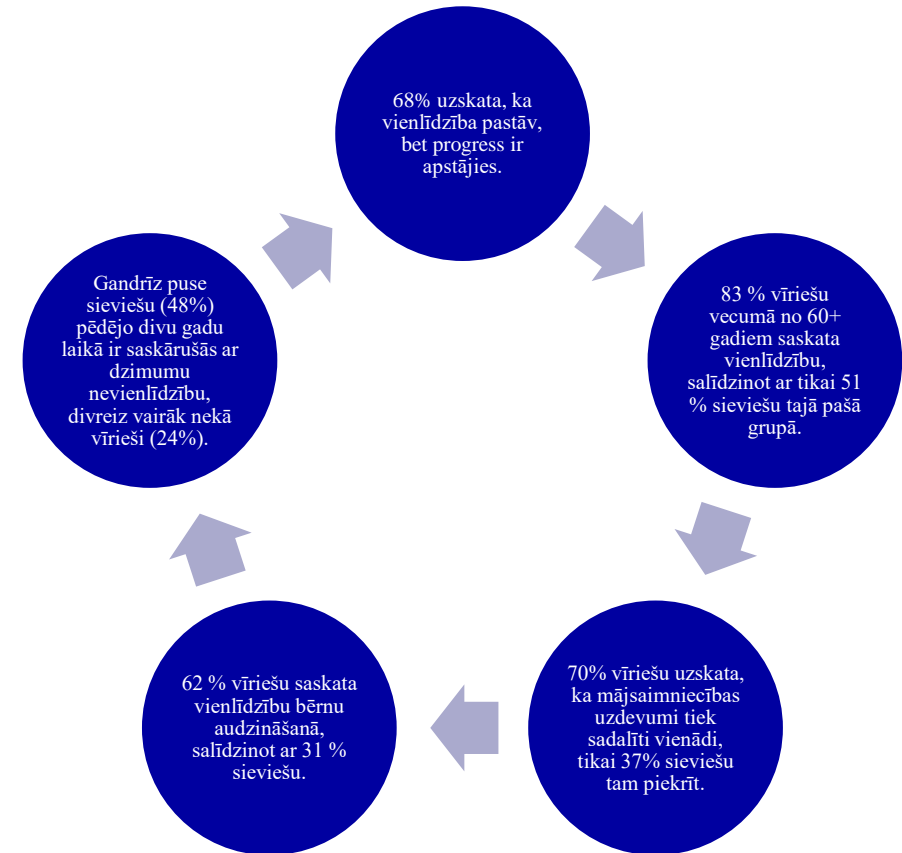 68% uzskata, ka
vienlīdzība pastāv,
bet progress ir
apstājies.
83 % vīriešu
vecumā no 60+
gadiem saskata
vienlīdzību,
salīdzinot ar tikai 51
% sieviešu tajā pašā
grupā.
70% vīriešu uzskata,
ka mājsaimniecības
uzdevumi tiek
sadalīti vienādi,
tikai 37% sieviešu
tam piekrīt.
62 % vīriešu saskata
vienlīdzību bērnu
audzināšanā,
salīdzinot ar 31 %
sieviešu.
Gandrīz puse
sieviešu (48%)
pēdējo divu gadu
laikā ir saskārušās ar
dzimumu
nevienlīdzību,
divreiz vairāk nekā
vīrieši (24%).